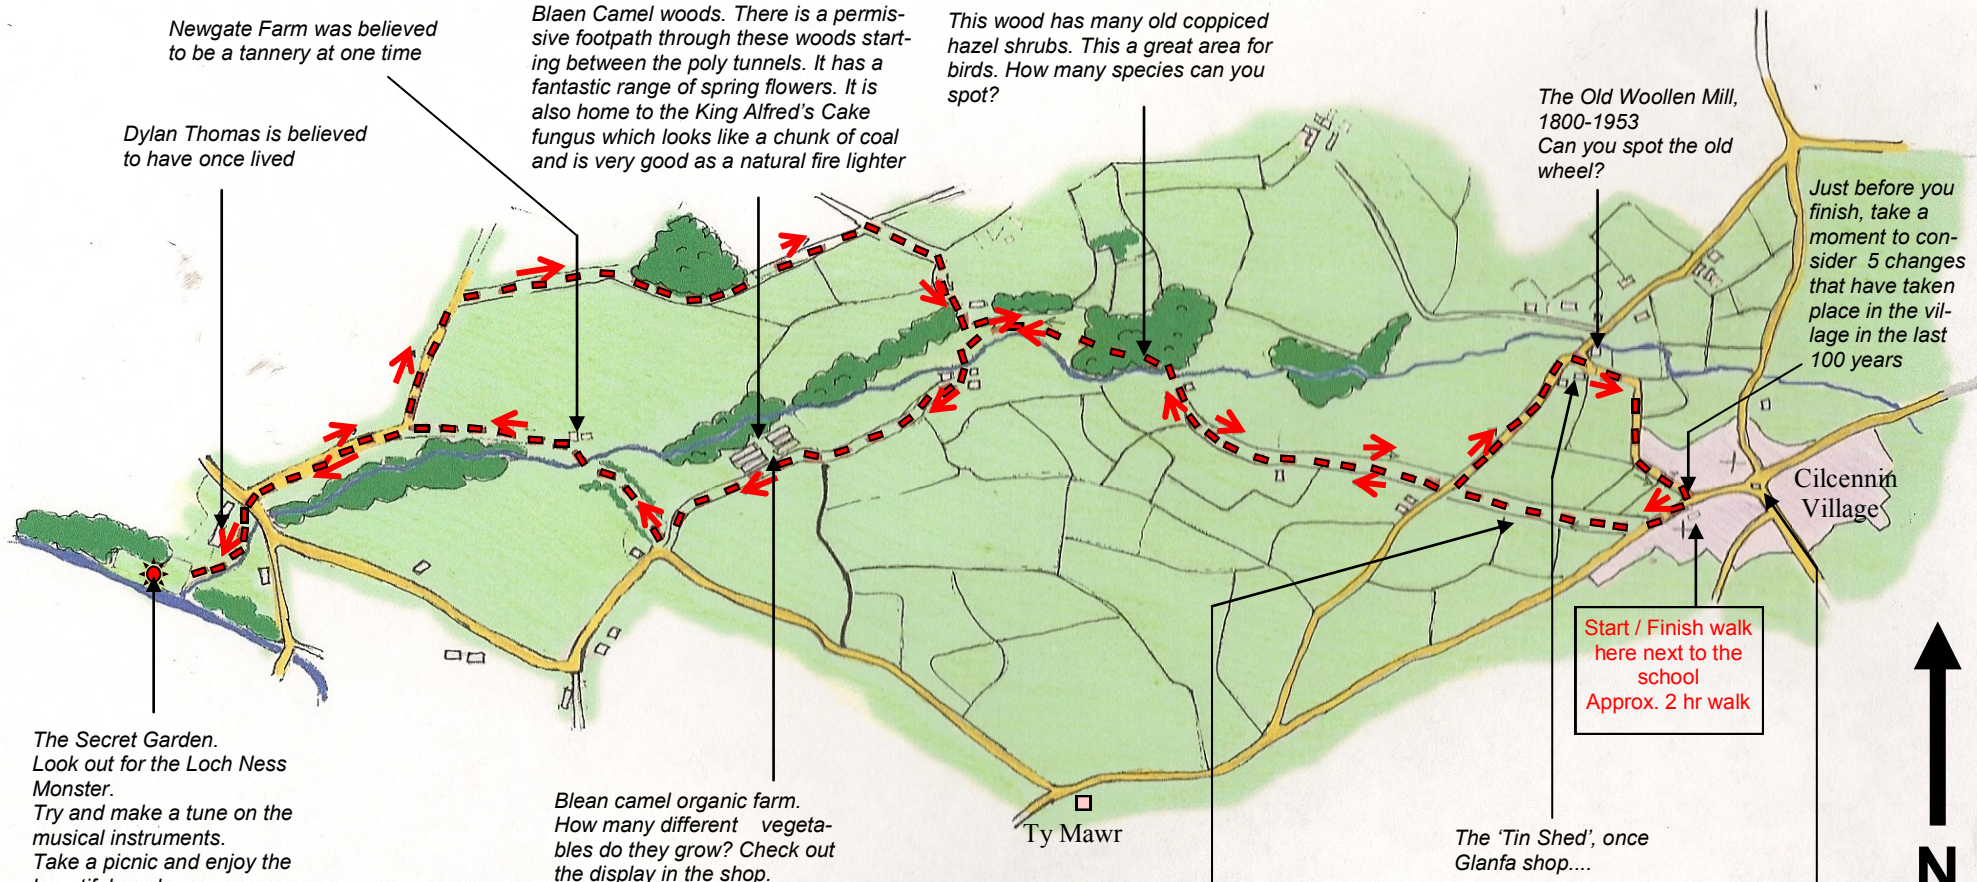 Newgate Farm was believed
to be a tannery at one time
Blaen Camel woods. There is a permis-
sive footpath through these woods start-
ing between the poly tunnels. It has a
fantastic range of spring flowers. It is
also home to the King Alfred's Cake
fungus which looks like a chunk of coal
and is very good as a natural fire lighter
This wood has many old coppiced
hazel shrubs. This a great area for
birds. How many species can you
spot?
The Old Woollen Mill,
1800-1953
Can you spot the old
wheel?
Dylan Thomas is believed
to have once lived
Just before you
finish, take a
moment to con-
sider 5 changes
that have taken
place in the vil-
lage in the last
100 years
Cilcennin
Village
Start / Finish walk
here next to the
school
Approx. 2 hr walk
The Secret Garden.
Look out for the Loch Ness
Monster.
Try and make a tune on the
musical instruments.
Take a picnic and enjoy the
Blean camel organic farm.
How many different vegeta-
bles do they grow? Check out
the display in the shop.
Ty Mawr
The 'Tin Shed', once
Glanfa shop....
N